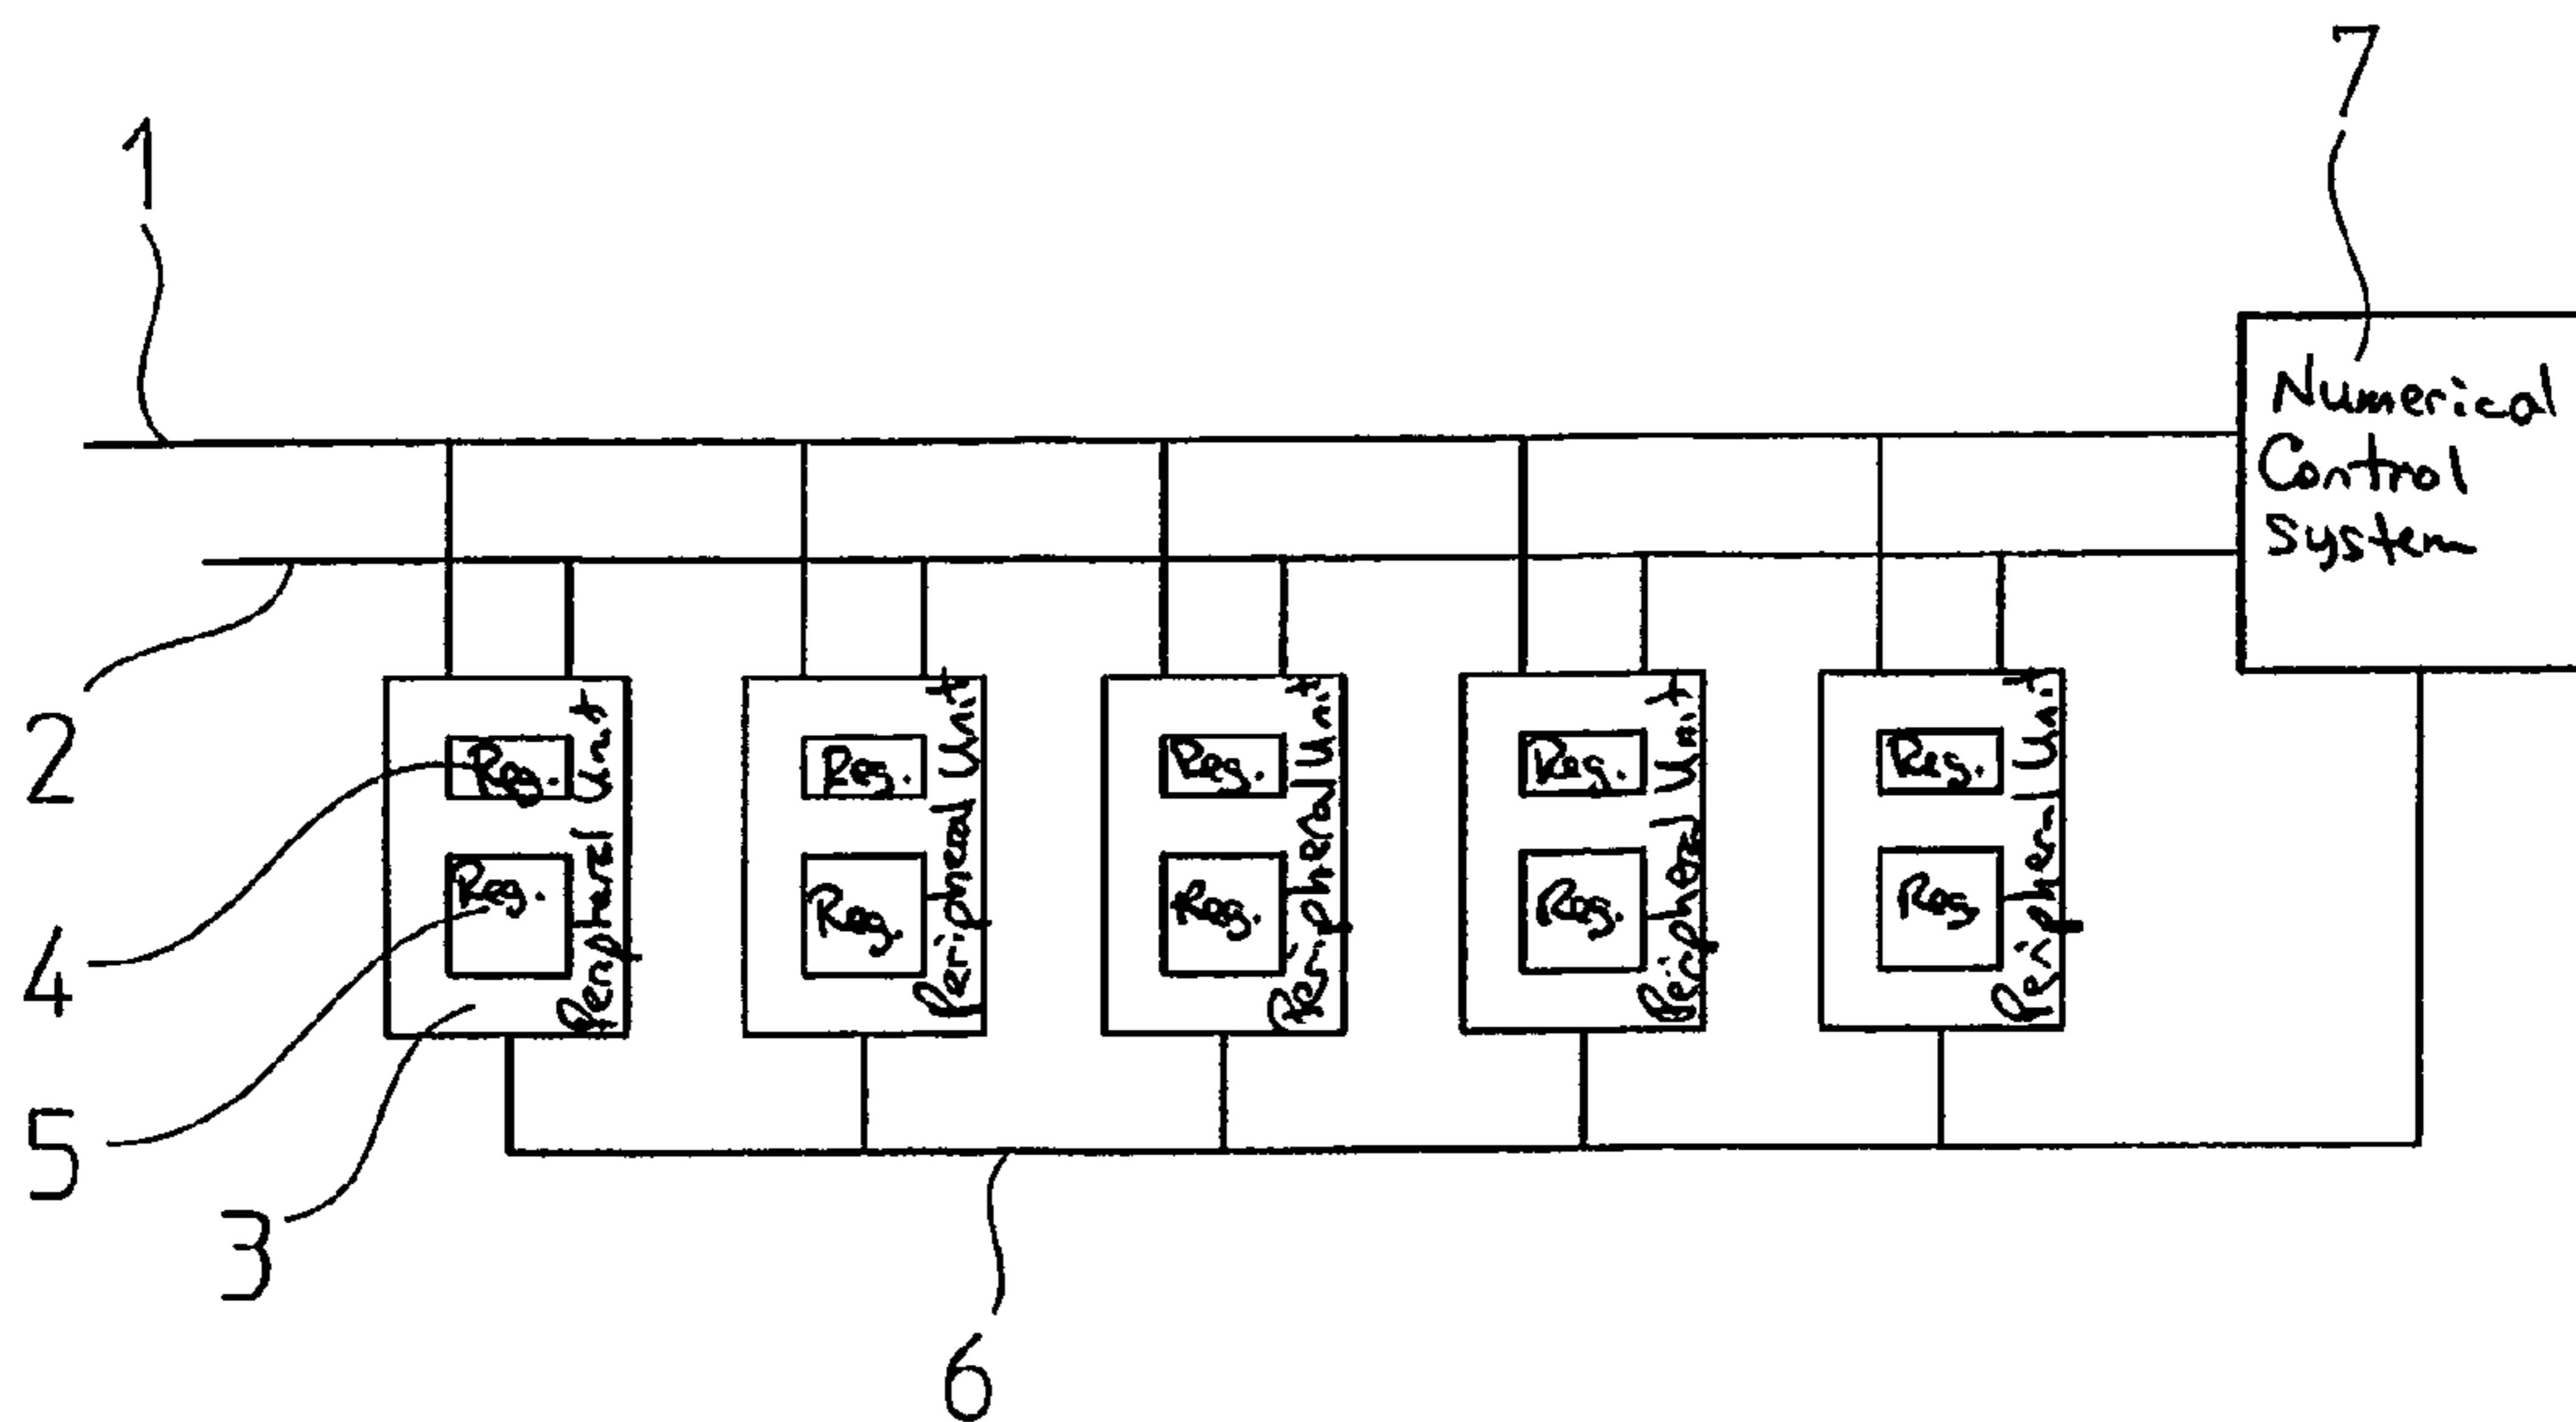 7
1
Numerical
Control
System
2
Reg.
Reg.
Peripheral Unit
Reg.
Reg.
Peripheral Unit
Reg.
Reg.
Peripheral Unit
Reg.
Reg.
Peripheral Unit
Reg.
Reg
Peripheral Unit
4
5
3
6